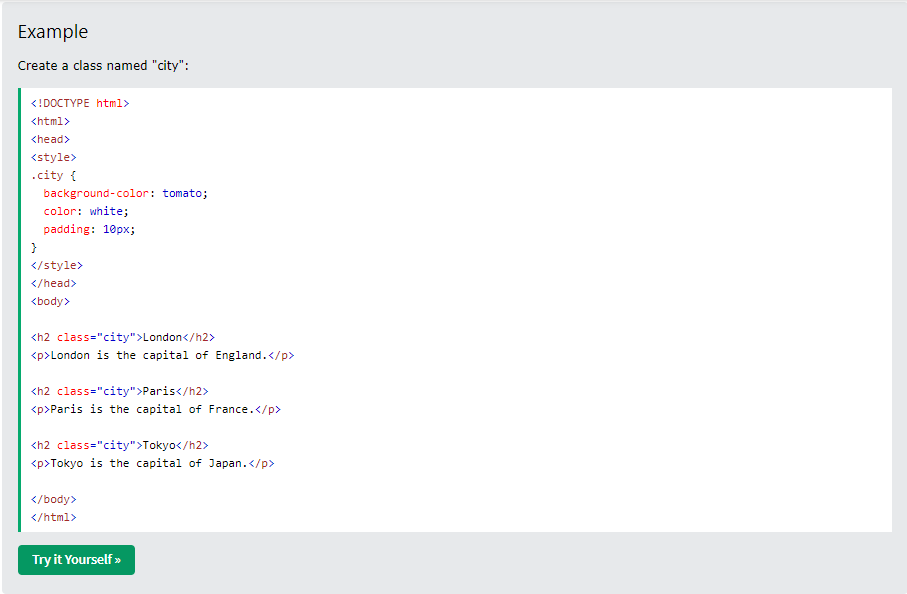 Example
Create a class named "city":
<!DOCTYPE html>
<html>
<head>
<style>
.city {
  background-color: tomato;
  color: white;
  padding: 10px;
}
</style>
</head>
<body>

<h2 class="city">London</h2>
<p>London is the capital of England.</p>

<h2 class="city">Paris</h2>
<p>Paris is the capital of France.</p>

<h2 class="city">Tokyo</h2>
<p>Tokyo is the capital of Japan.</p>

</body>
</html>
Try it Yourself »